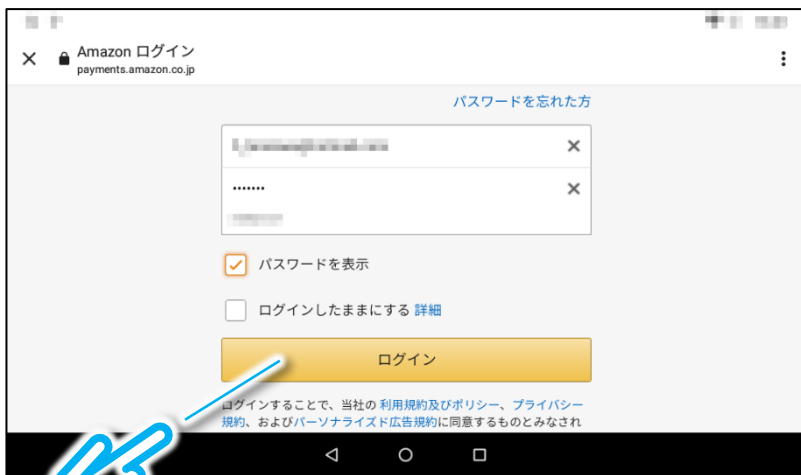 Amazon ログイン
payments.amazon.co.jp
パスワードを忘れた方
•••••••
パスワードを表示
ログインしたままにする 詳細
ログイン
ログインすることで、当社の 利用規約及びポリシー、プライバシー
規約、およびパーソナライズド広告規約に同意するものとみなされ